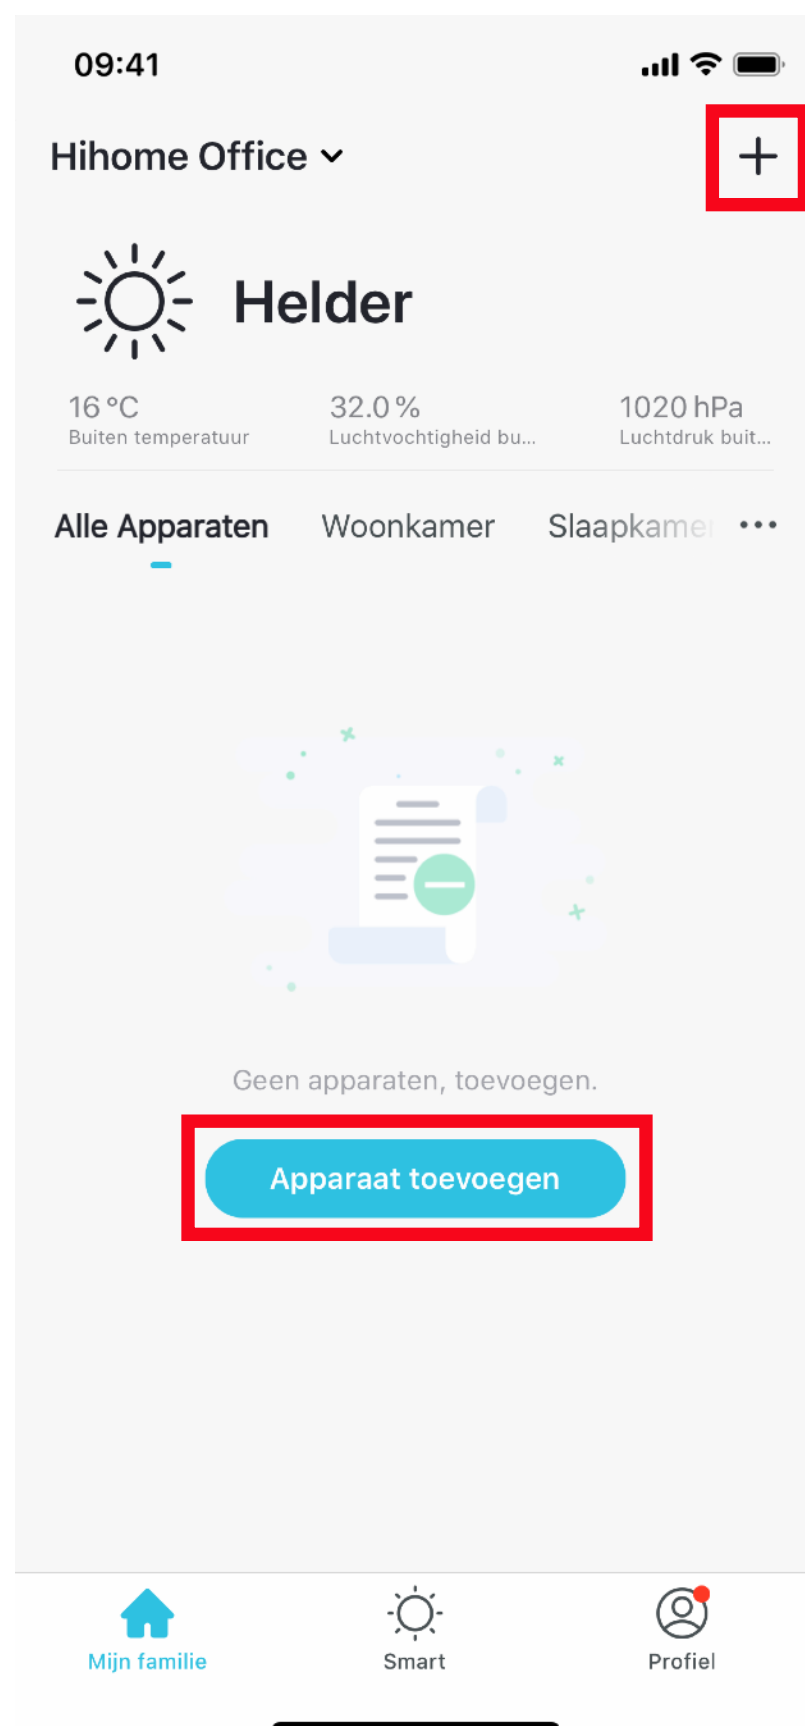 09:41
Hihome Office
Helder
16 °C 32.0 % 1020 hPa
Buiten temperatuur Luchtvochtigheid bu... Luchtdruk buit...
Alle Apparaten Woonkamer Slaapkamer
Geen apparaten, toevoegen.
Apparaat toevoegen
Mijn familie Smart Profiel